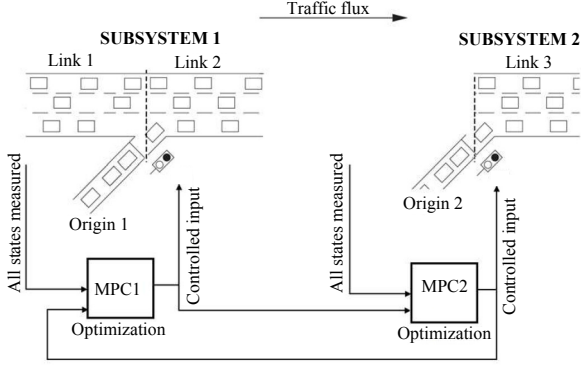 Traffic flux
SUBSYSTEM 1
SUBSYSTEM 2
Link 1
Link 2
Link 3
Origin 1
Origin 2
All states measured
Controlled input
All states measured
Controlled input
MPC1
MPC2
Optimization
Optimization